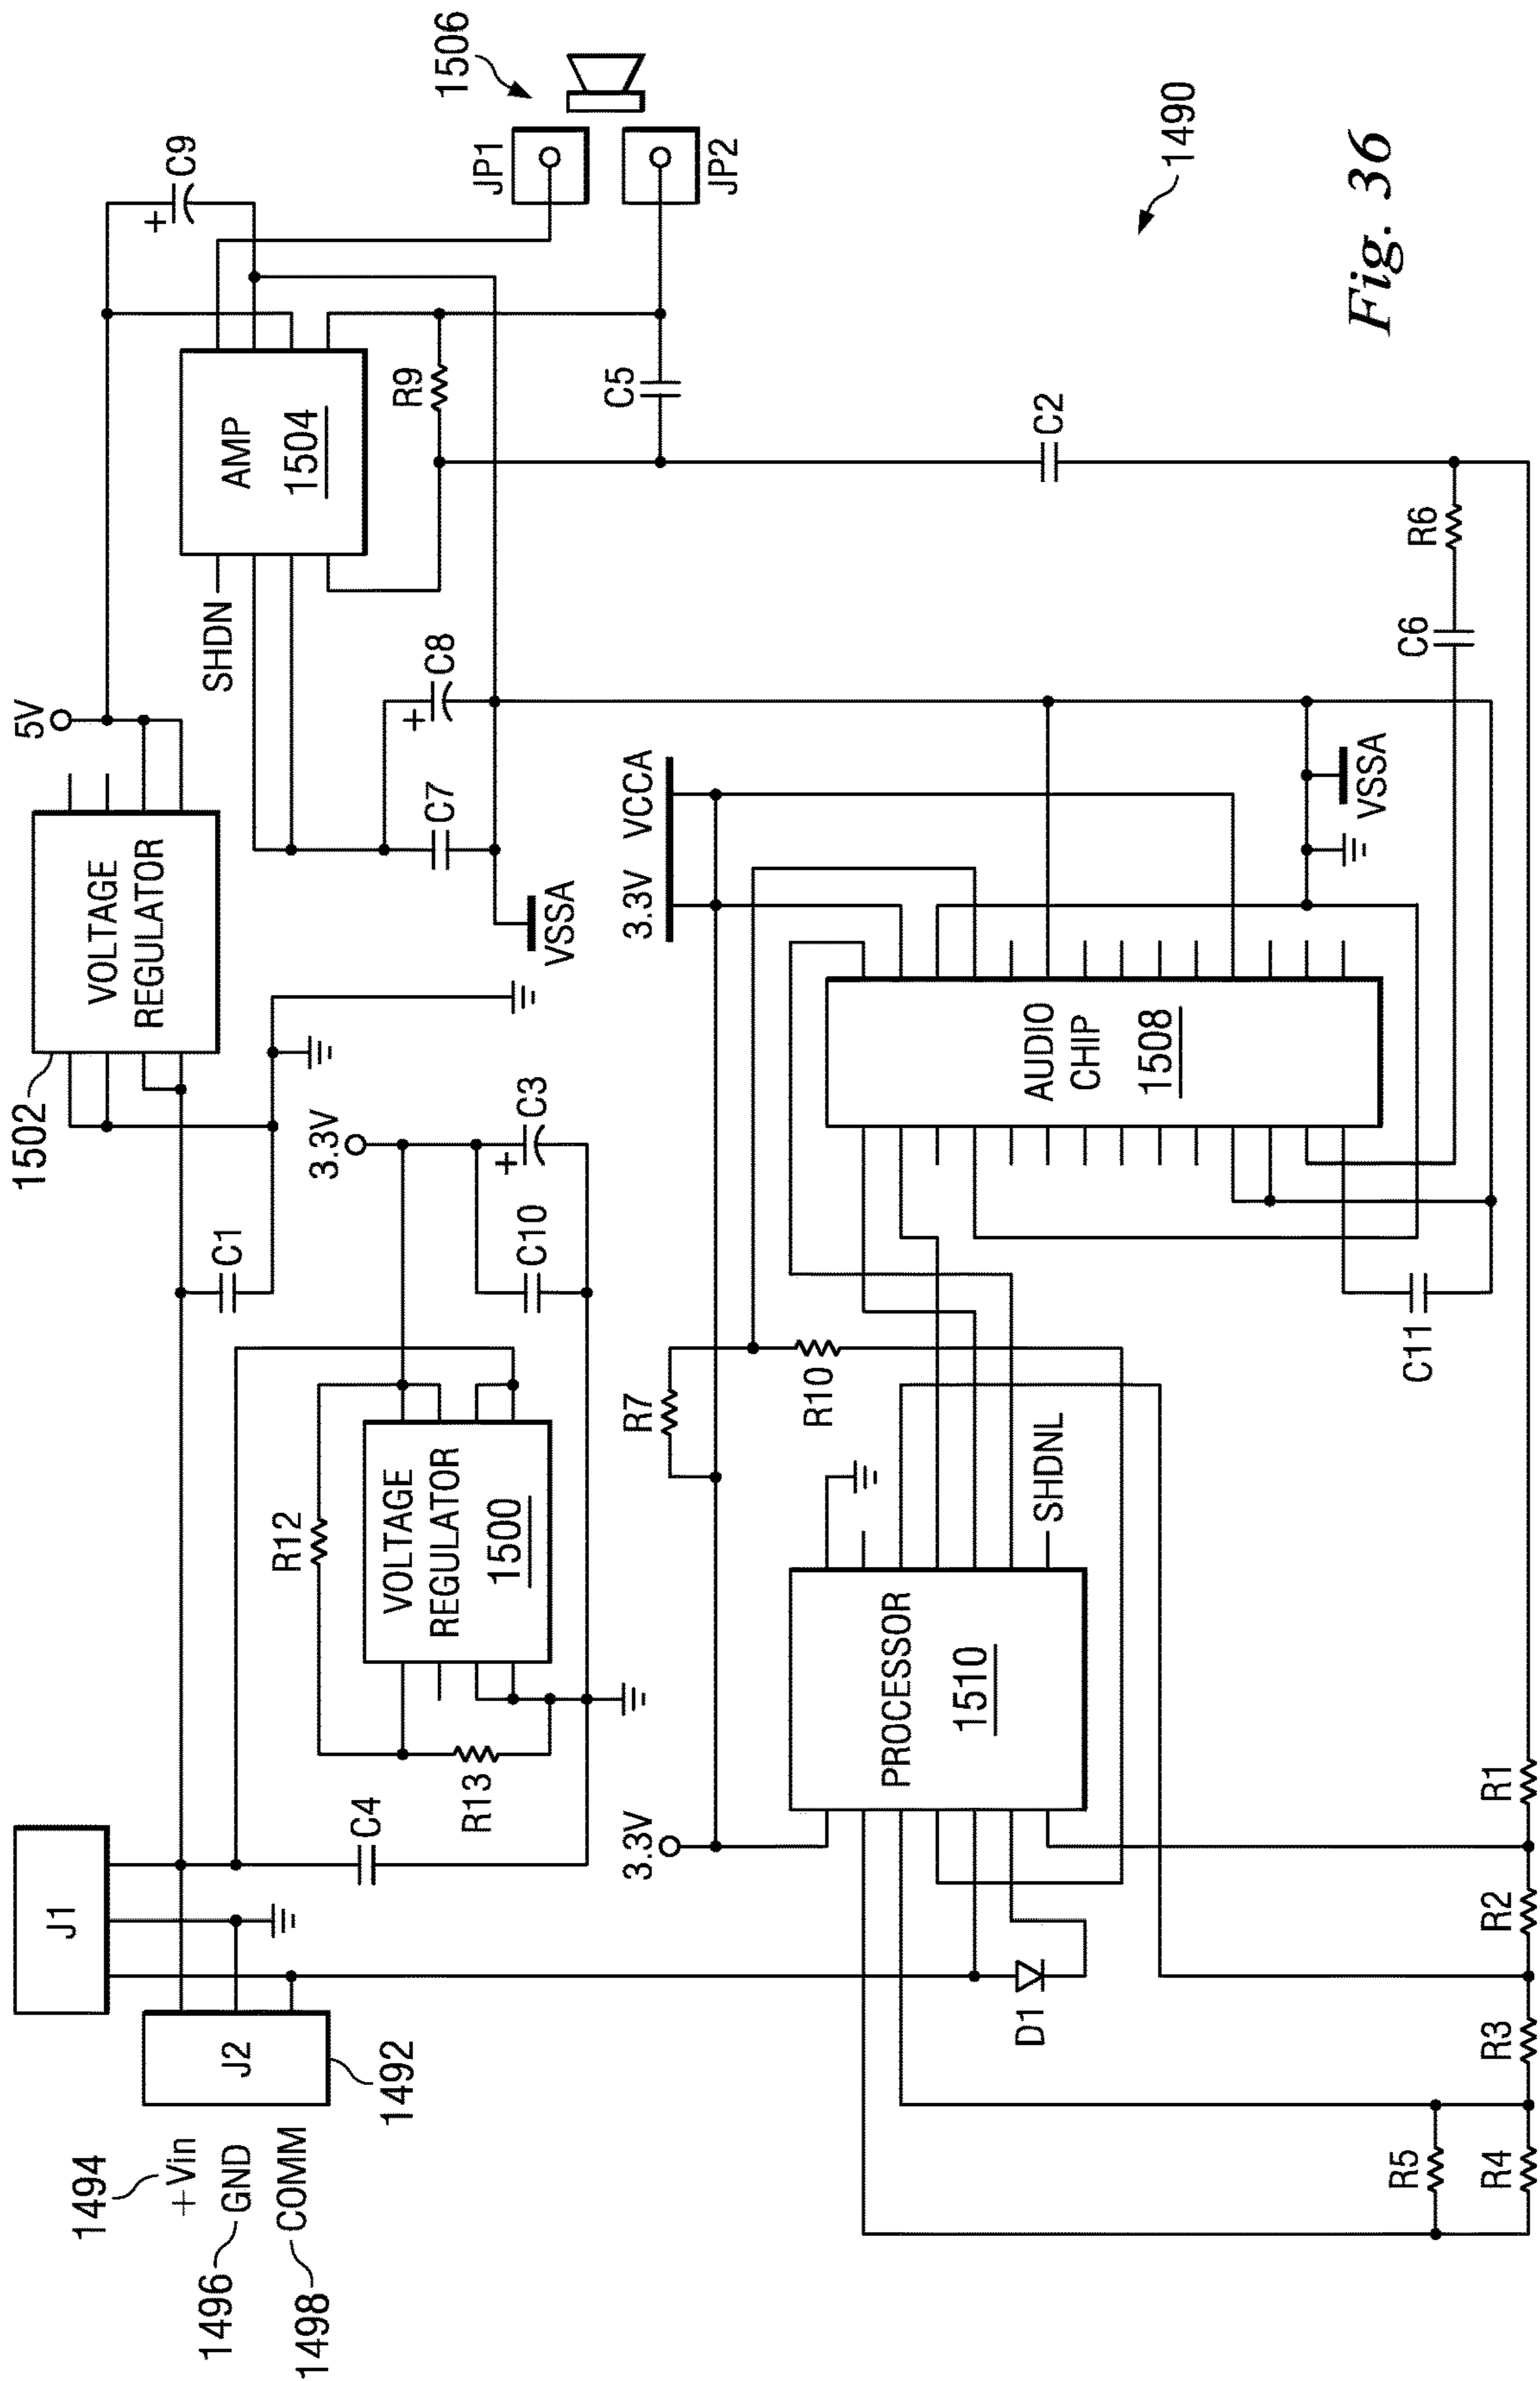 1494
+Vin
1496
GND
1498
COMM
J2
1492
J1
1502
VOLTAGE
REGULATOR
5V
C1
SHDN
AMP
1504
C9
JP1
JP2
1506
R9
C5
C7
C8
VSSA
R12
VOLTAGE
REGULATOR
1500
R13
C4
3.3V
C10
C3
3.3V
R7
R10
3.3V
VCCA
PROCESSOR
1510
SHDNL
D1
AUDIO
CHIP
1508
VSSA
C11
C6
R6
C2
R5
R4
R3
R2
R1
1490
Fig. 36